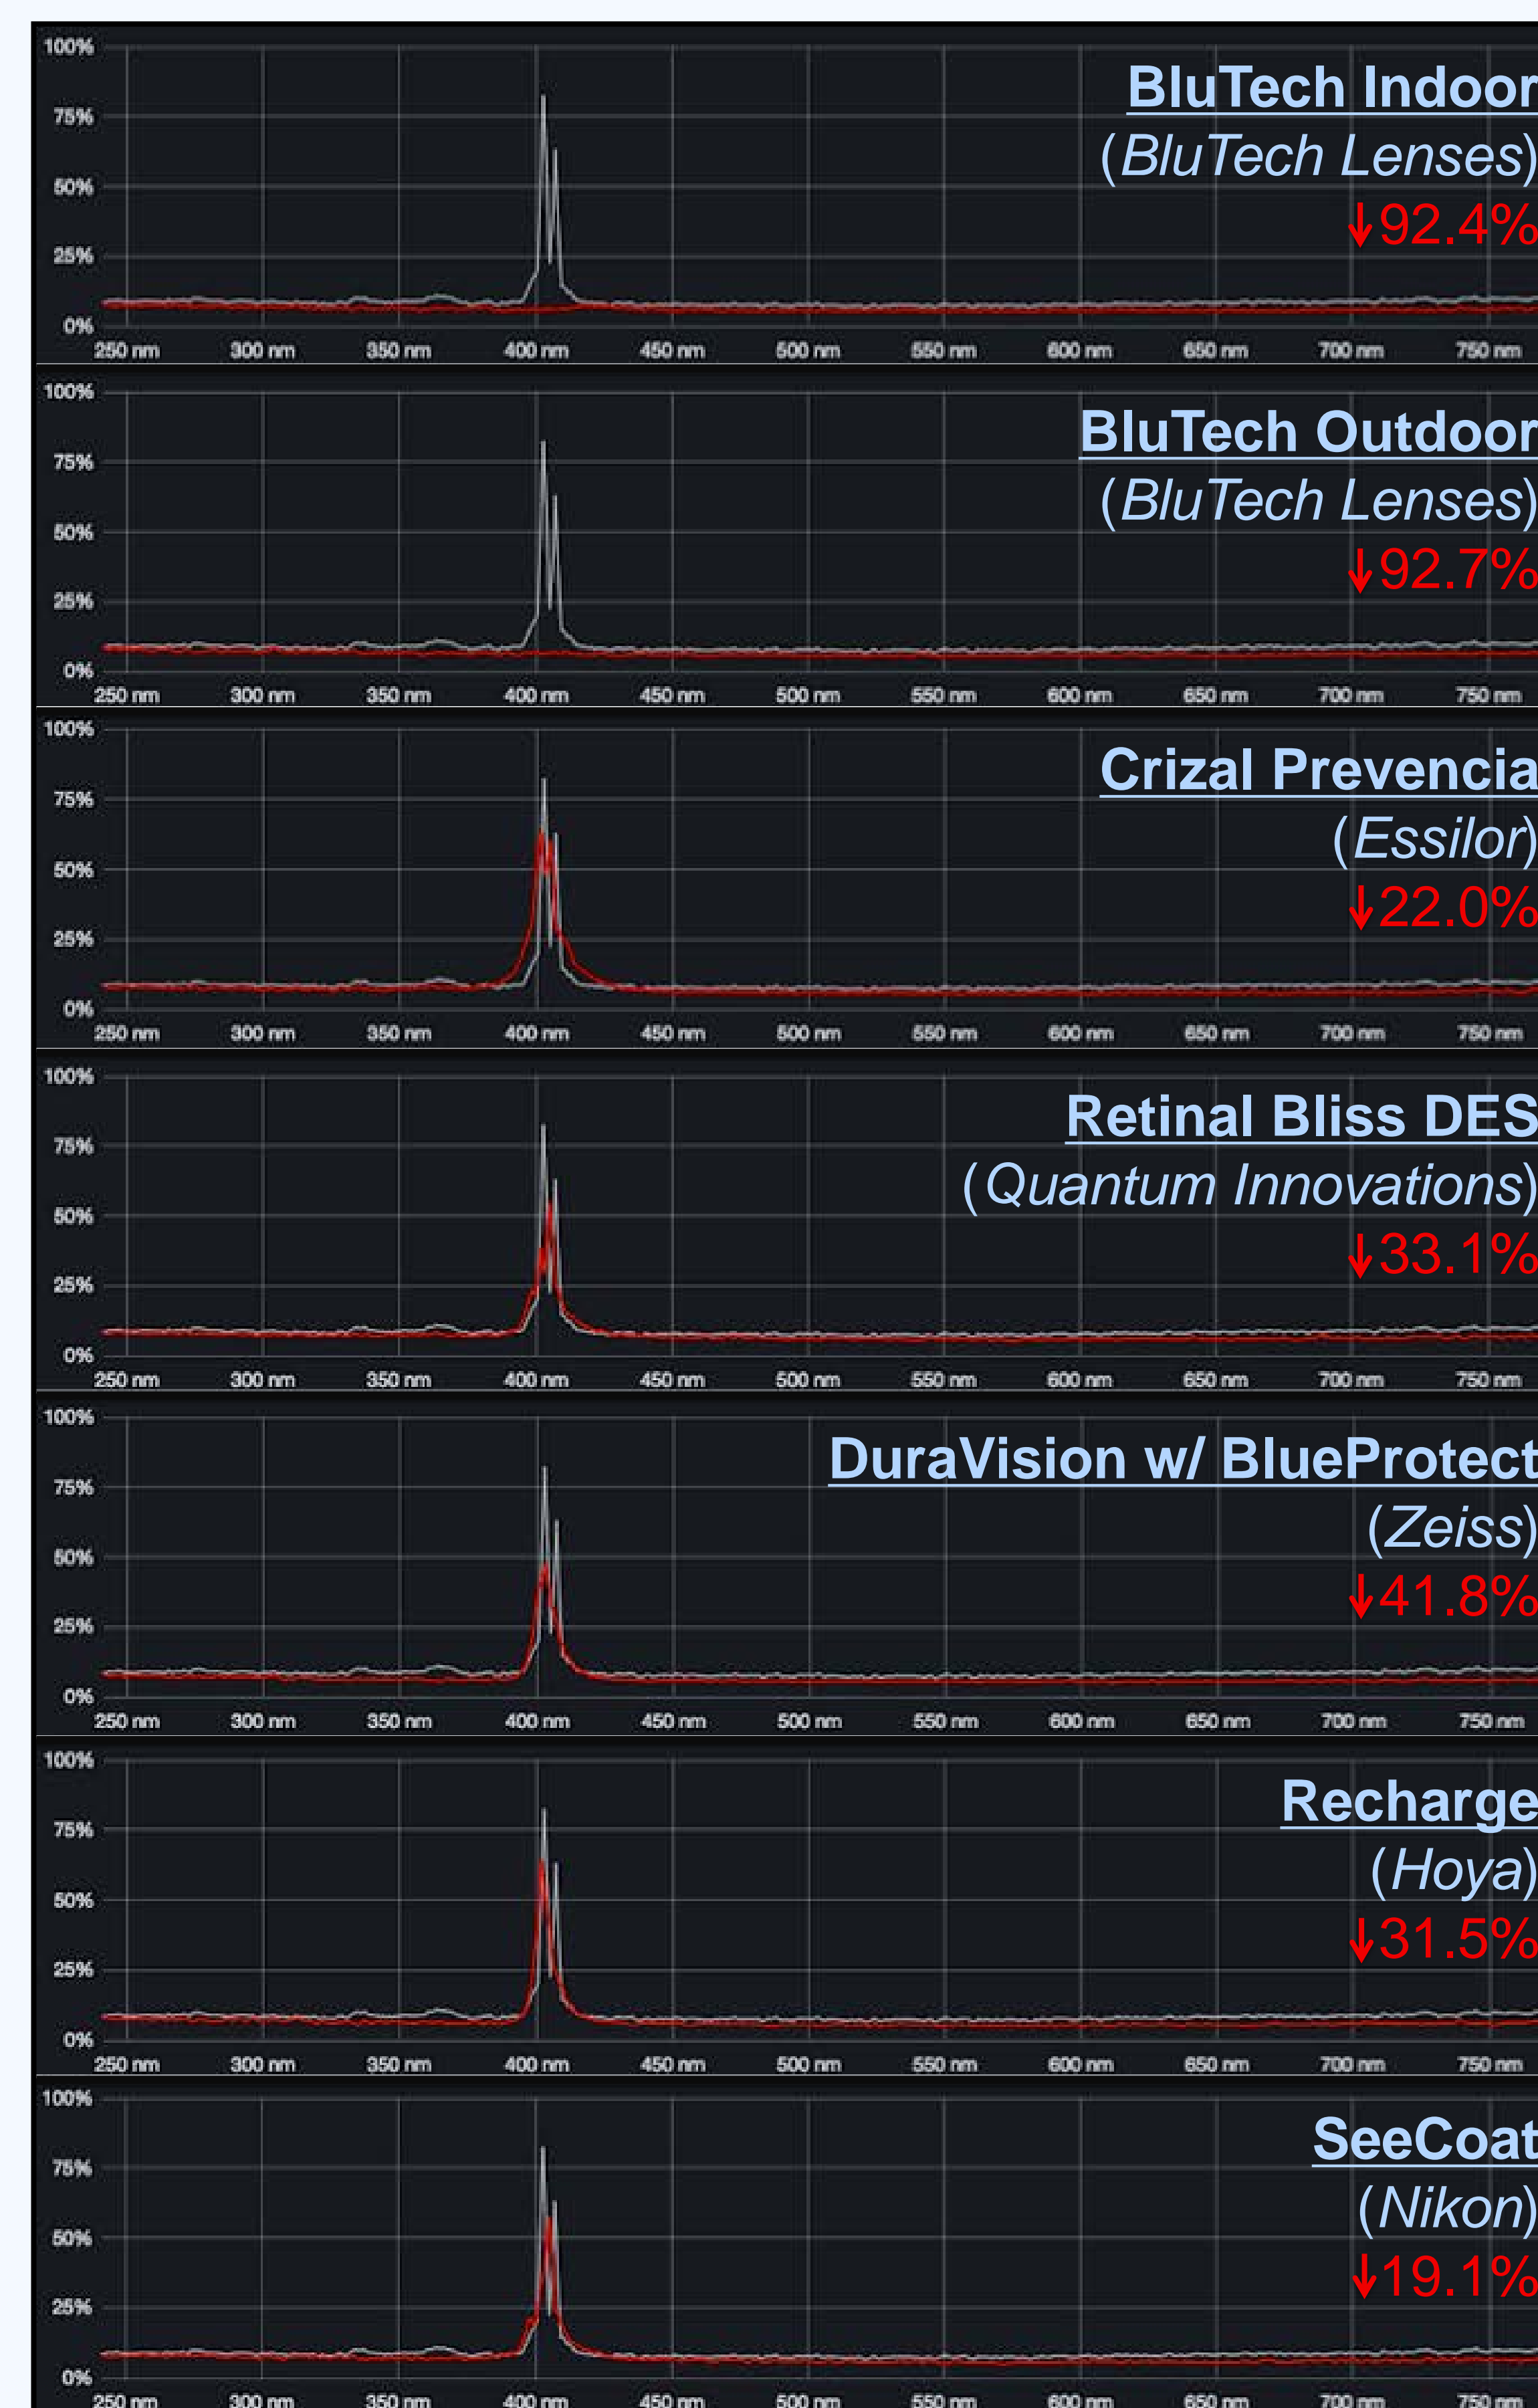 100%
BluTech Indoor
75%
(BluTech Lenses)
50%
↓92.4%
25%
0%
250 nm 300 nm 350 nm 400 nm 450 nm 500 nm 550 nm 600 nm 650 nm 700 nm 750 nm
100%
BluTech Outdoor
75%
(BluTech Lenses)
50%
↓92.7%
25%
0%
250 nm 300 nm 350 nm 400 nm 450 nm 500 nm 550 nm 600 nm 650 nm 700 nm 750 nm
100%
Crizal Prevencia
75%
(Essilor)
50%
↓22.0%
25%
0%
250 nm 300 nm 350 nm 400 nm 450 nm 500 nm 550 nm 600 nm 650 nm 700 nm 750 nm
100%
Retinal Bliss DES
75%
(Quantum Innovations)
50%
↓33.1%
25%
0%
250 nm 300 nm 350 nm 400 nm 450 nm 500 nm 550 nm 600 nm 650 nm 700 nm 750 nm
100%
DuraVision w/ BlueProtect
75%
(Zeiss)
50%
↓41.8%
25%
0%
250 nm 300 nm 350 nm 400 nm 450 nm 500 nm 550 nm 600 nm 650 nm 700 nm 750 nm
100%
Recharge
75%
(Hoya)
50%
↓31.5%
25%
0%
250 nm 300 nm 350 nm 400 nm 450 nm 500 nm 550 nm 600 nm 650 nm 700 nm 750 nm
100%
SeeCoat
75%
(Nikon)
50%
↓19.1%
25%
0%
250 nm 300 nm 350 nm 400 nm 450 nm 500 nm 550 nm 600 nm 650 nm 700 nm 750 nm